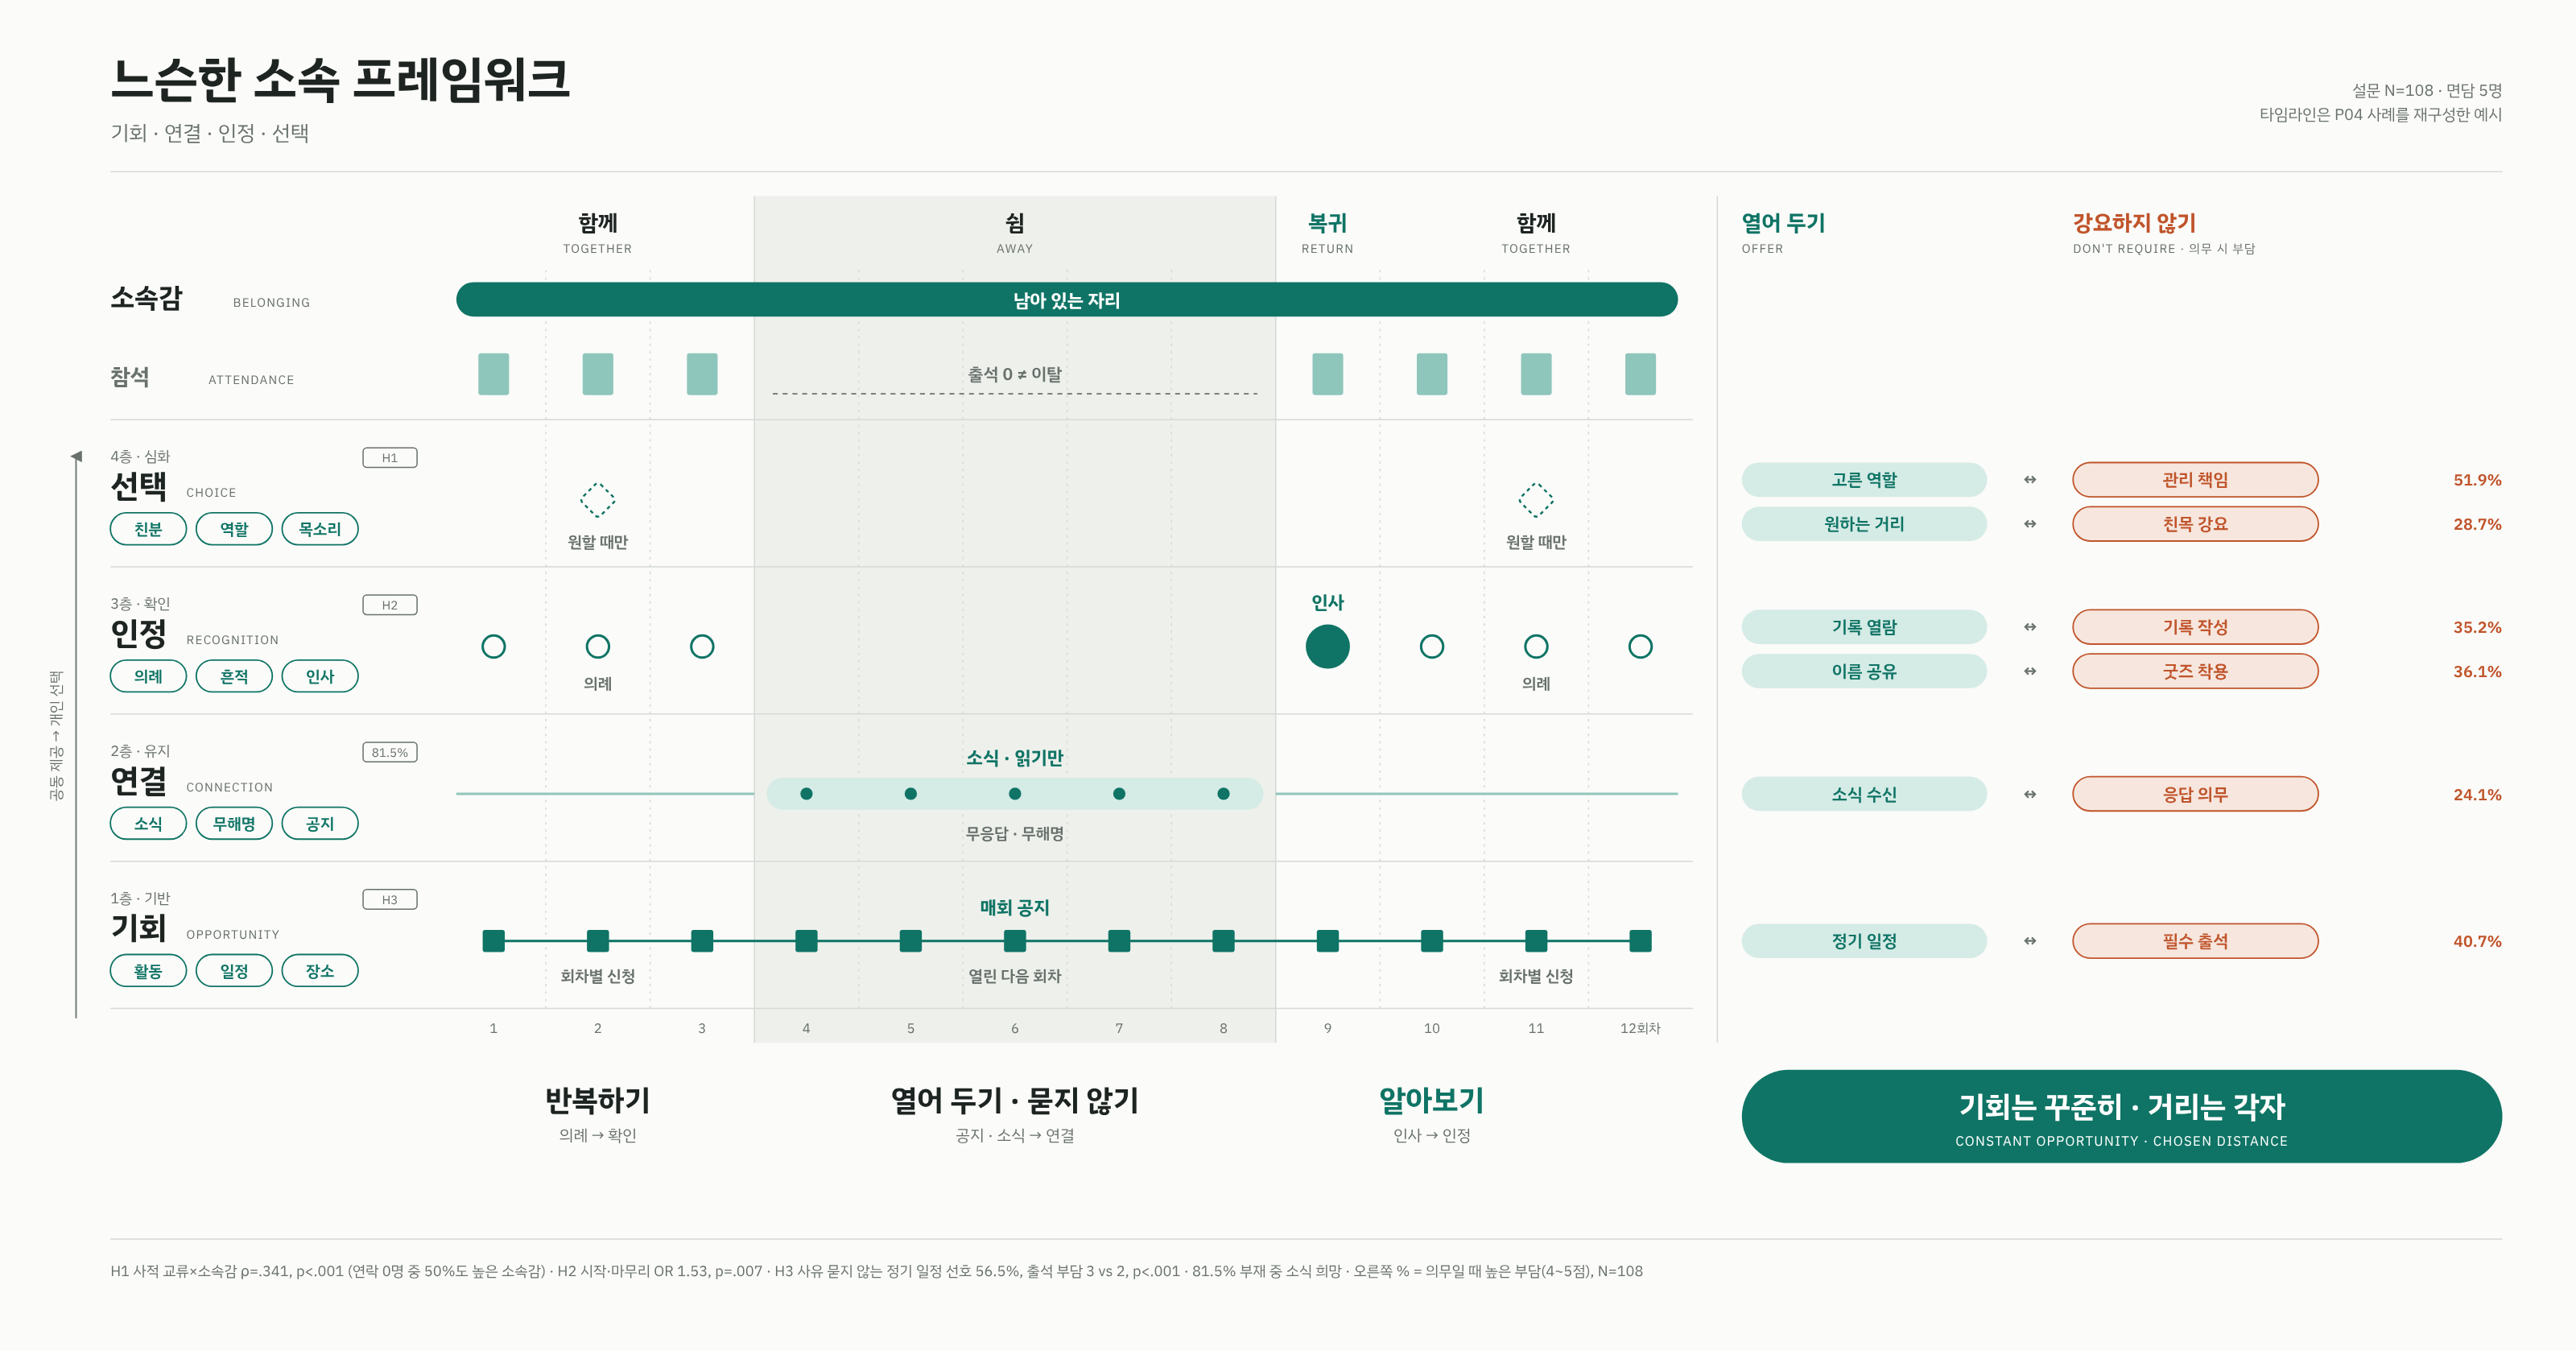 느슨한 소속 프레임워크
기회 · 연결 · 인정 · 선택
설문 N=108 · 면담 5명
타임라인은 P04 사례를 재구성한 예시
함께
TOGETHER
쉼
AWAY
복귀
RETURN
함께
TOGETHER
열어 두기
OFFER
강요하지 않기
DON'T REQUIRE · 의무 시 부담
소속감 BELONGING
남아 있는 자리
참석 ATTENDANCE
출석 0 ≠ 이탈
공동 제공 → 개인 선택
4층 · 심화
H1
선택 CHOICE
친분 역할 목소리
원할 때만
원할 때만
고른 역할 ↔ 관리 책임 51.9%
원하는 거리 ↔ 친목 강요 28.7%
3층 · 확인
H2
인정 RECOGNITION
의례 흔적 인사
의례
인사
의례
기록 열람 ↔ 기록 작성 35.2%
이름 공유 ↔ 굿즈 착용 36.1%
2층 · 유지
81.5%
연결 CONNECTION
소식 무해명 공지
소식 · 읽기만
무응답 · 무해명
소식 수신 ↔ 응답 의무 24.1%
1층 · 기반
H3
기회 OPPORTUNITY
활동 일정 장소
매회 공지
회차별 신청
열린 다음 회차
회차별 신청
정기 일정 ↔ 필수 출석 40.7%
1 2 3 4 5 6 7 8 9 10 11 12회차
반복하기
의례 → 확인
열어 두기 · 묻지 않기
공지 · 소식 → 연결
알아보기
인사 → 인정
기회는 꾸준히 · 거리는 각자
CONSTANT OPPORTUNITY · CHOSEN DISTANCE
H1 사적 교류×소속감 ρ=.341, p<.001 (연락 0명 중 50%도 높은 소속감) · H2 시작·마무리 OR 1.53, p=.007 · H3 사유 묻지 않는 정기 일정 선호 56.5%, 출석 부담 3 vs 2, p<.001 · 81.5% 부재 중 소식 희망 · 오른쪽 % = 의무일 때 높은 부담(4~5점), N=108